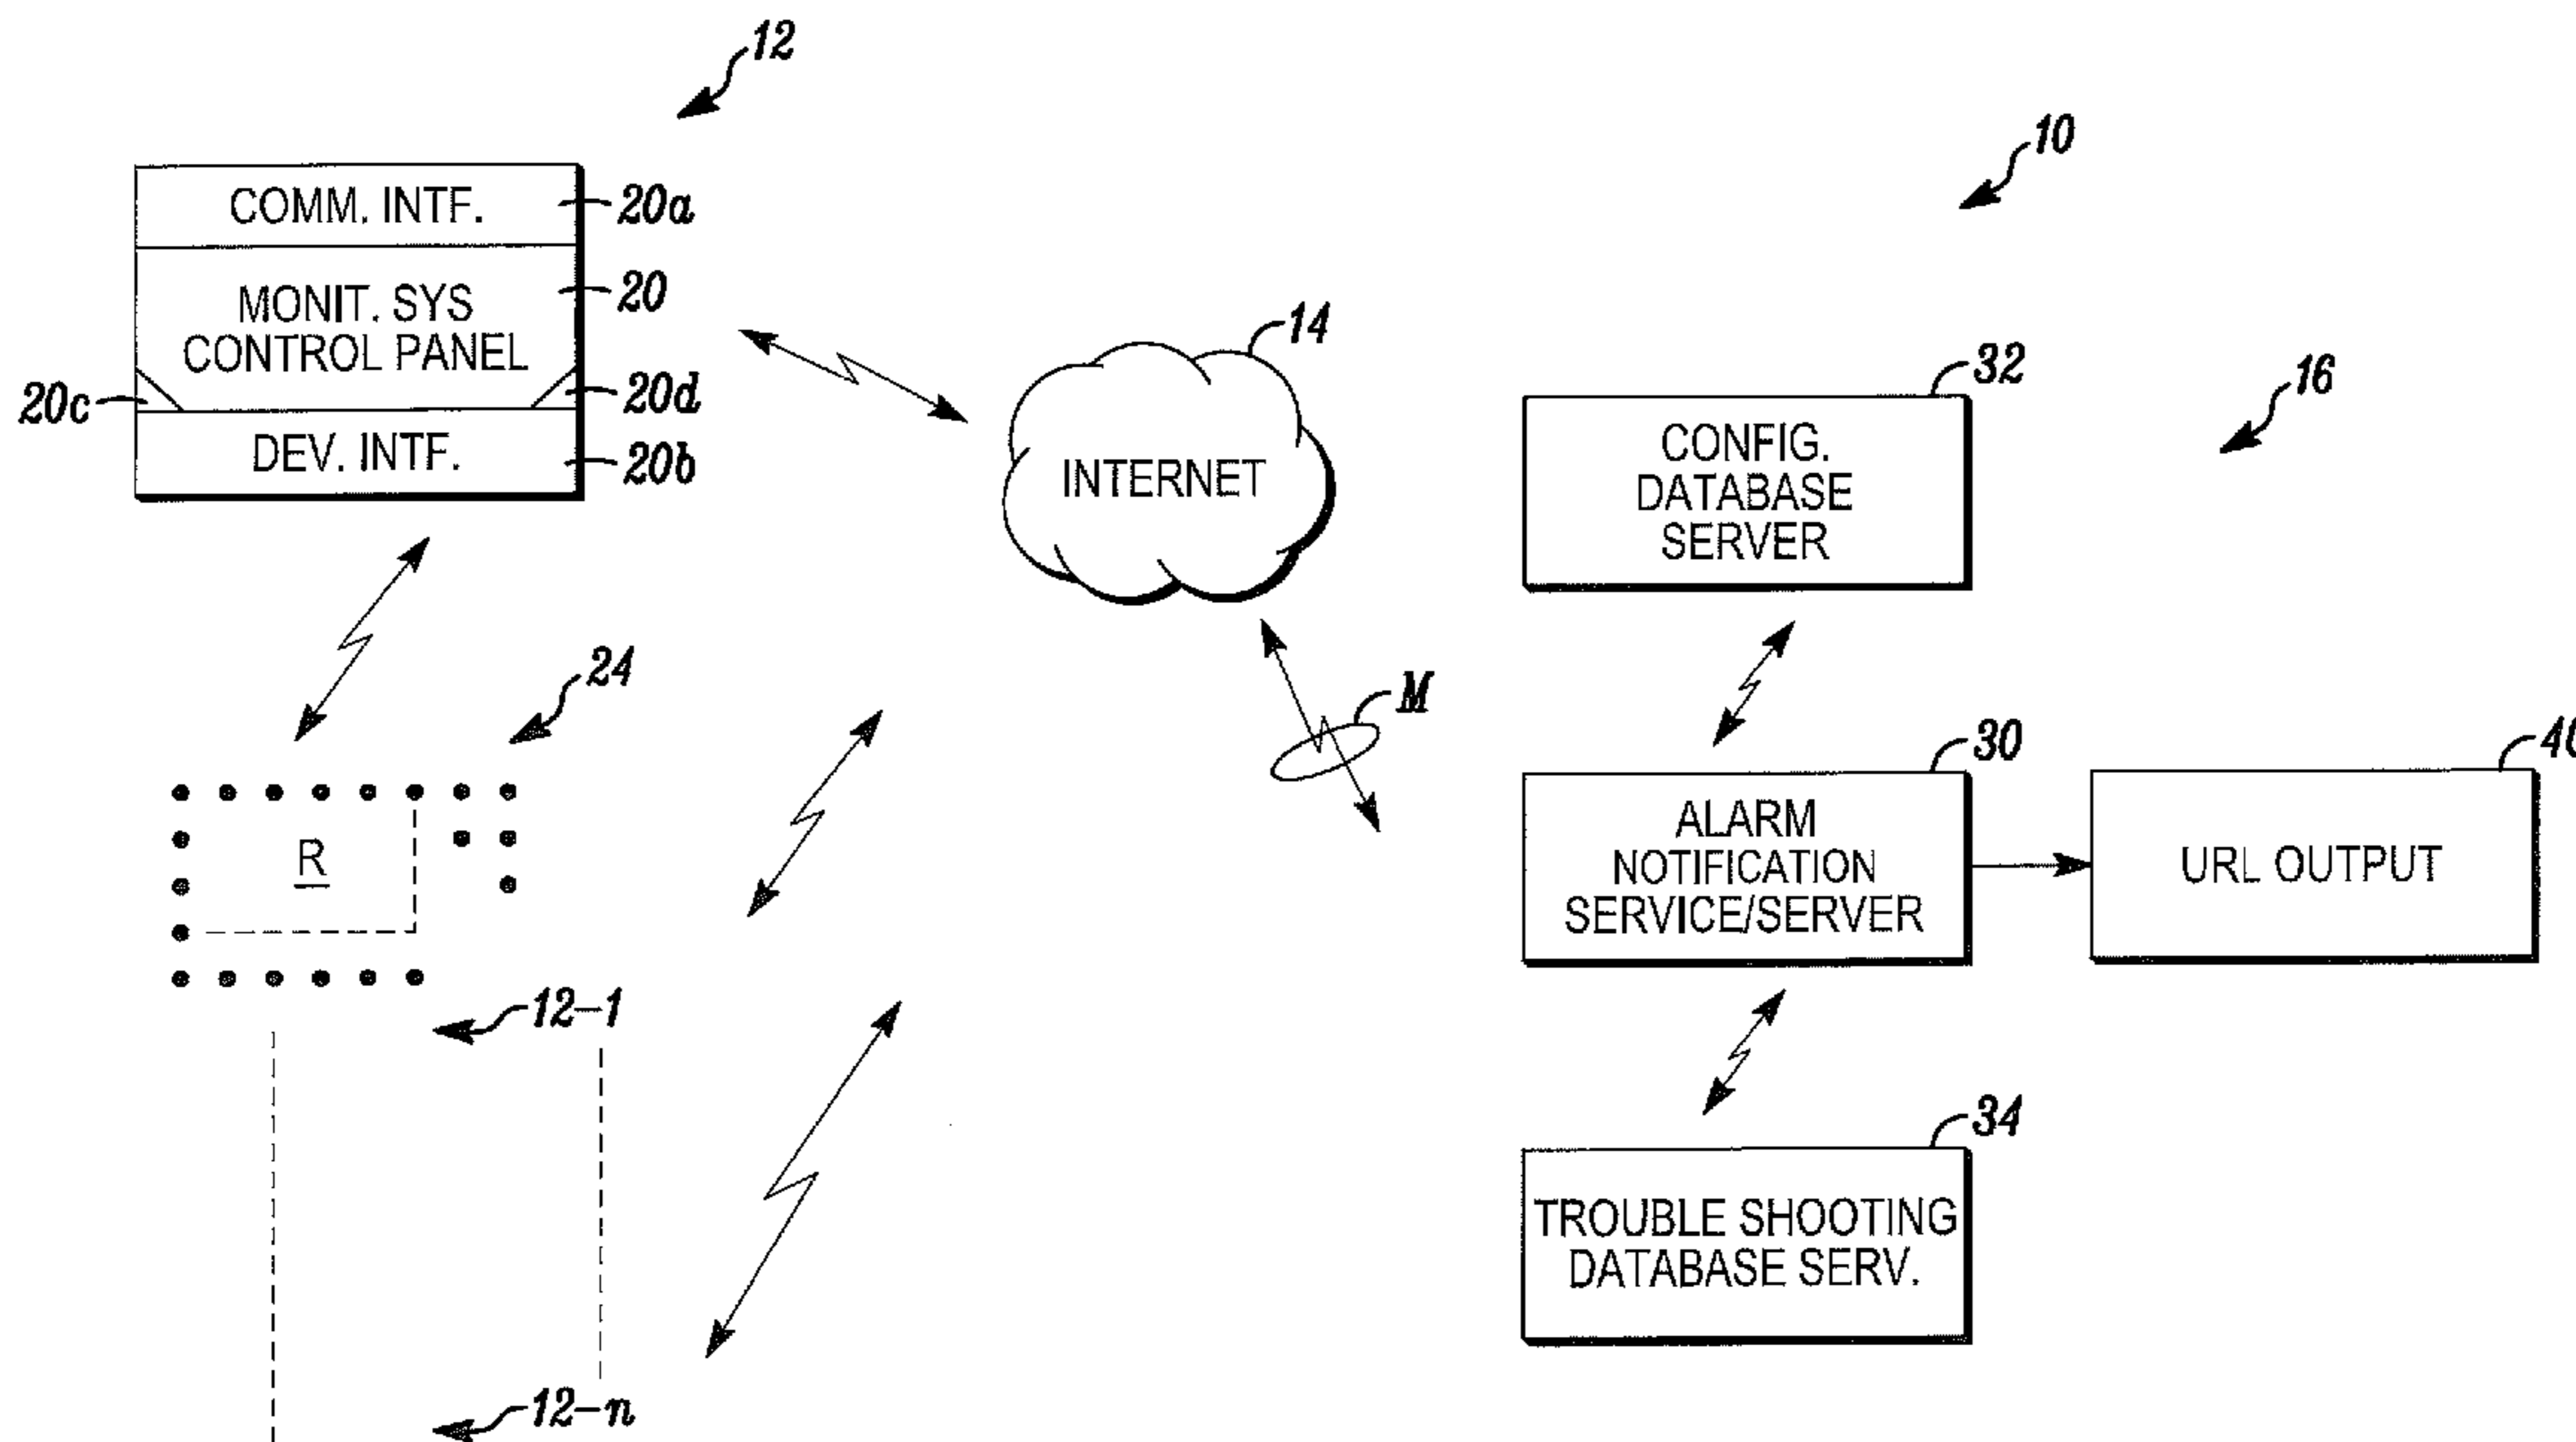 12
10
COMM. INTF.
20a
MONIT. SYS
CONTROL PANEL
20
20c
20d
DEV. INTF.
20b
14
INTERNET
32
CONFIG.
DATABASE
SERVER
16
24
R
M
30
ALARM
NOTIFICATION
SERVICE/SERVER
URL OUTPUT
12-1
34
TROUBLE SHOOTING
DATABASE SERV.
12-n